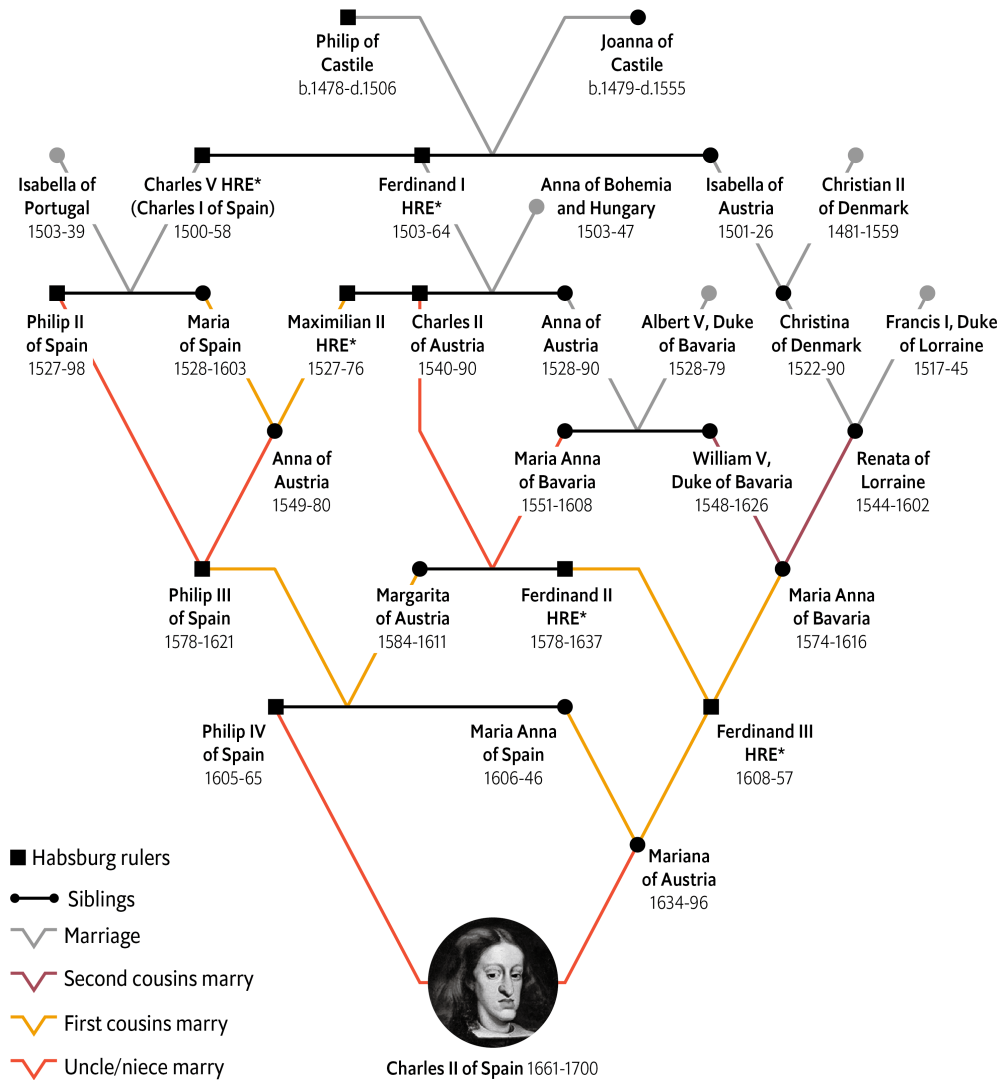 Philip of
Castile
b.1478-d.1506
Joanna of
Castile
b.1479-d.1555
Isabella of
Portugal
1503-39
Charles V HRE*
(Charles I of Spain)
1500-58
Ferdinand I
HRE*
1503-64
Anna of Bohemia
and Hungary
1503-47
Isabella of
Austria
1501-26
Christian II
of Denmark
1481-1559
Philip II
of Spain
1527-98
Maria
of Spain
1528-1603
Maximilian II
HRE*
1527-76
Charles II
of Austria
1540-90
Anna of
Austria
1528-90
Albert V, Duke
of Bavaria
1528-79
Christina
of Denmark
1522-90
Francis I, Duke
of Lorraine
1517-45
Anna of
Austria
1549-80
Maria Anna
of Bavaria
1551-1608
William V,
Duke of Bavaria
1548-1626
Renata of
Lorraine
1544-1602
Philip III
of Spain
1578-1621
Margarita
of Austria
1584-1611
Ferdinand II
HRE*
1578-1637
Maria Anna
of Bavaria
1574-1616
Philip IV
of Spain
1605-65
Maria Anna
of Spain
1606-46
Ferdinand III
HRE*
1608-57
Mariana
of Austria
1634-96
Habsburg rulers
Siblings
Marriage
Second cousins marry
First cousins marry
Uncle/niece marry
Charles II of Spain 1661-1700